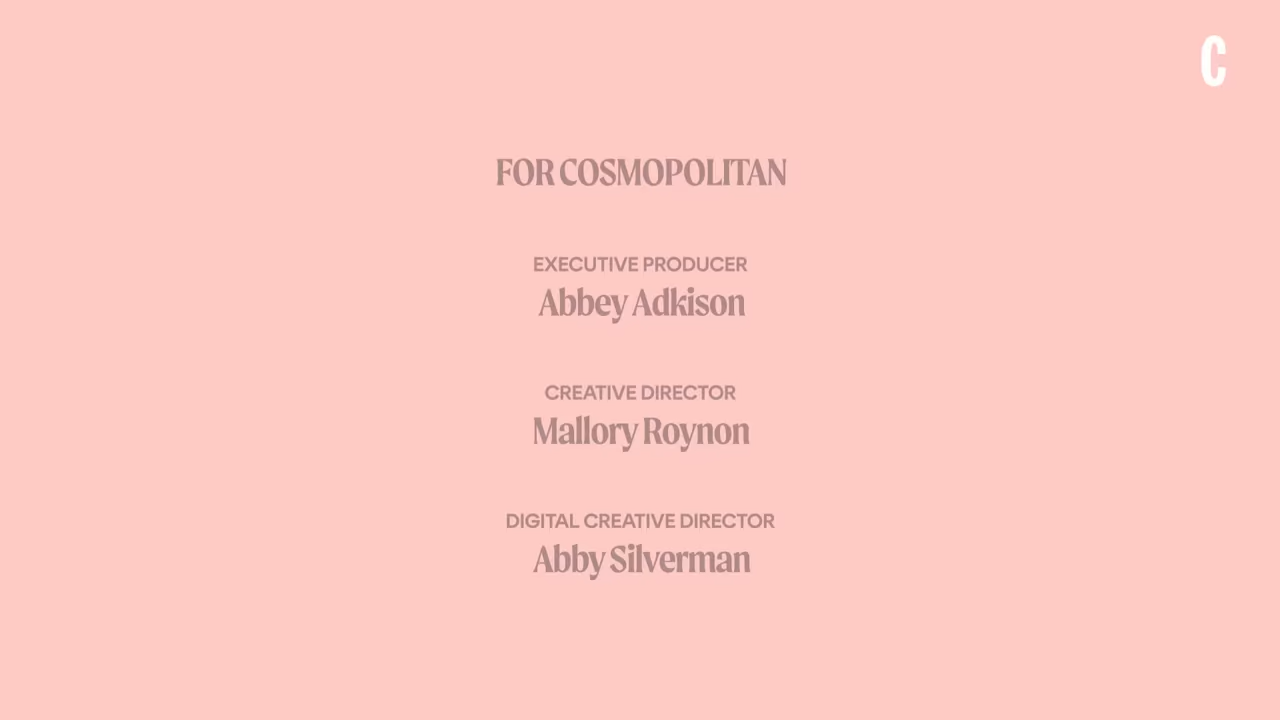 C
FOR COSMOPOLITAN
EXECUTIVE PRODUCER
Abbey Adkison
CREATIVE DIRECTOR
Mallory Roynon
DIGITAL CREATIVE DIRECTOR
Abby Silverman